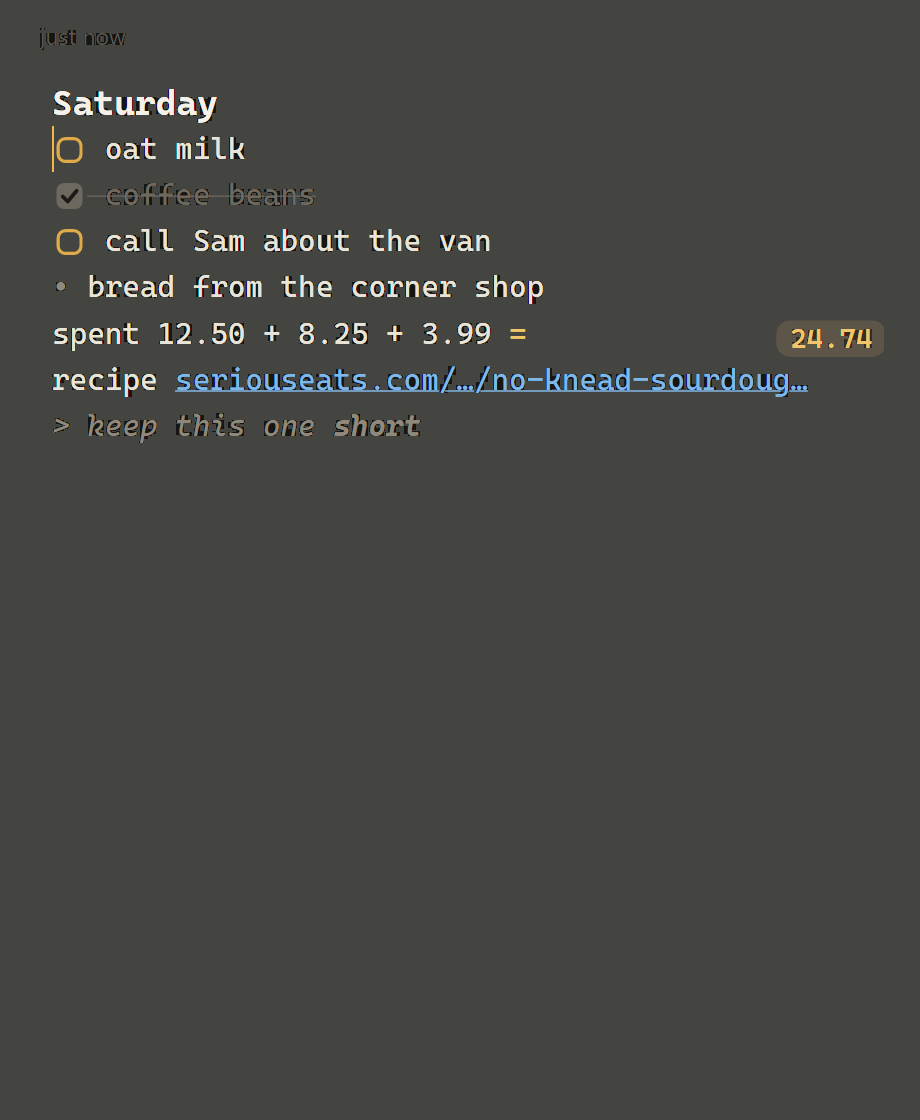 just now
Saturday
oat milk
coffee beans
call Sam about the van
• bread from the corner shop
spent 12.50 + 8.25 + 3.99 = 24.74
recipe seriouseats.com/…/no-knead-sourdoug…
> keep this one short